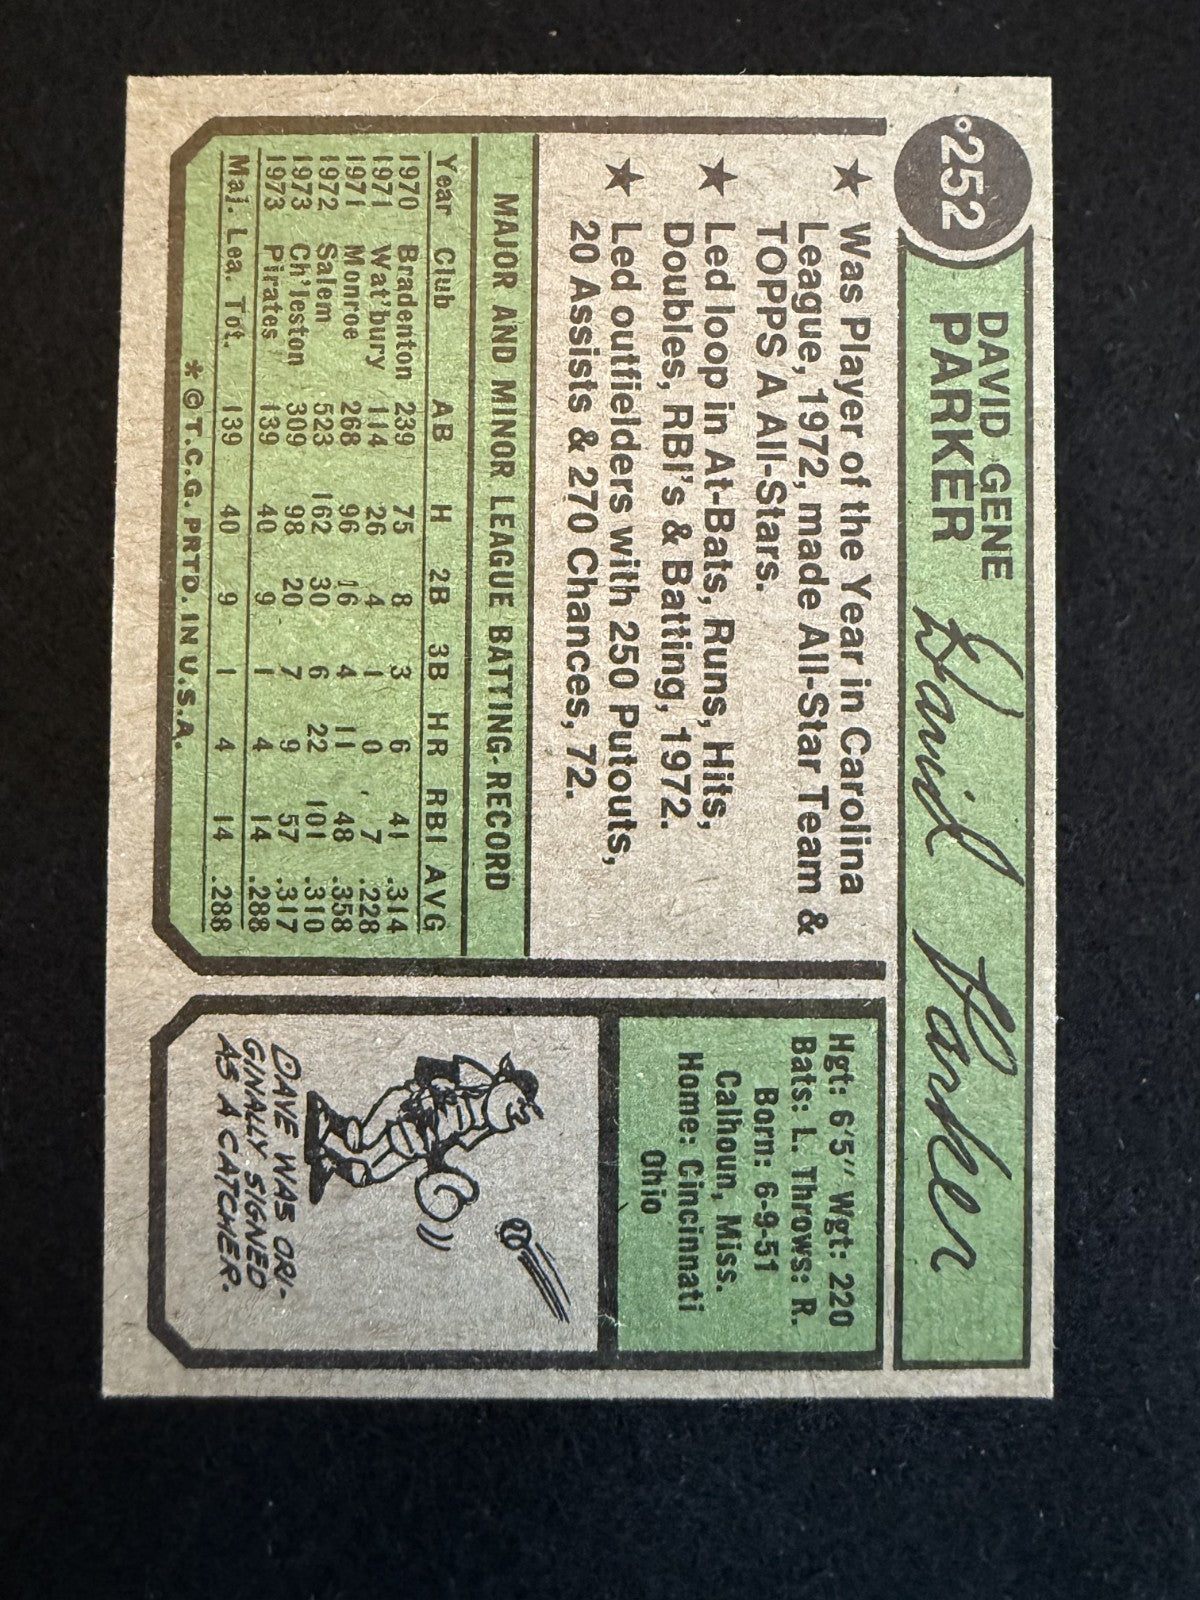 252
DAVID GENE
PARKER
David Parker
★ Was Player of the Year in Carolina
League, 1972, made All-Star Team &
TOPPS A All-Stars.
★ Led loop in At-Bats, Runs, Hits,
Doubles, RBI's & Batting, 1972.
★ Led outfielders with 250 Putouts,
20 Assists & 270 Chances, 72.
MAJOR AND MINOR LEAGUE BATTING-RECORD
Year Club AB H 2B 3B HR RBI AVG
1970 Bradenton 239 75 8 3 6 41 .314
1971 Wat'bury 114 26 4 1 0 7 .228
1971 Monroe 268 96 16 4 11 48 .358
1972 Salem 523 162 30 6 22 101 .310
1973 Ch'leston 309 98 20 7 9 57 .317
1973 Pirates 139 40 9 1 4 14 .288
Maj. Lea. Tot. 139 40 9 1 4 14 .288
* © T.C.G. PRTD. IN U.S.A.
Hgt: 6'5" Wgt: 220
Bats: L. Throws: R.
Born: 6-9-51
Calhoun, Miss.
Home: Cincinnati
Ohio
DAVE WAS ORI-
GINALLY SIGNED
AS A CATCHER.